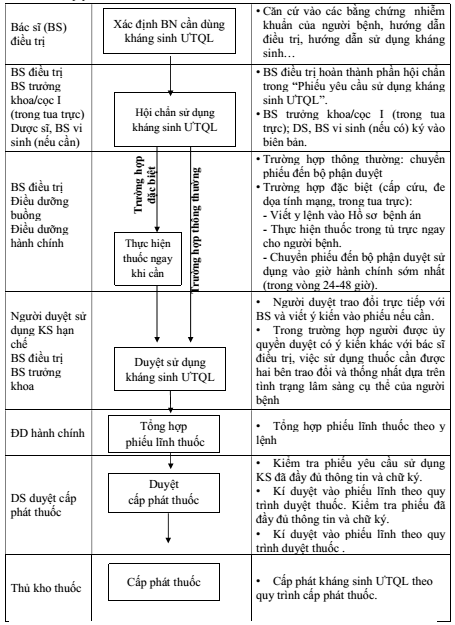 Bác sĩ (BS)
điều trị
Xác định BN cần dùng
kháng sinh ƯTQL
• Căn cứ vào các bằng chứng nhiễm
khuẩn của người bệnh, hướng dẫn
điều trị, hướng dẫn sử dụng kháng
sinh…
BS điều trị
BS trưởng
khoa/cọc I
(trong tua trực)
Dược sĩ, BS vi
sinh (nếu cần)
Hội chẩn sử dụng
kháng sinh ƯTQL
• BS điều trị hoàn thành phần hội chẩn
trong “Phiếu yêu cầu sử dụng kháng
sinh ƯTQL”.
• BS trưởng khoa/cọc I (trong tua
trực); DS, BS vi sinh (nếu có) ký vào
biên bản.
BS điều trị
Điều dưỡng
buồng
Điều dưỡng
hành chính
Trường hợp
đặc biệt
Trường hợp thông thường
Thực hiện
thuốc ngay
khi cần
• Trường hợp thông thường: chuyển
phiếu đến bộ phận duyệt
• Trường hợp đặc biệt (cấp cứu, đe
dọa tính mạng, trong tua trực):
- Viết y lệnh vào Hồ sơ bệnh án
- Thực hiện thuốc trong tủ trực ngay
cho người bệnh.
- Chuyển phiếu đến bộ phận duyệt sử
dụng vào giờ hành chính sớm nhất
(trong vòng 24-48 giờ).
Người duyệt sử
dụng KS hạn
chế
BS điều trị
BS trưởng
khoa
Duyệt sử dụng
kháng sinh ƯTQL
• Người duyệt trao đổi trực tiếp với
BS và viết ý kiến vào phiếu nếu cần.
• Trong trường hợp người được ủy
quyền duyệt có ý kiến khác với bác sĩ
điều trị, việc sử dụng thuốc cần được
hai bên trao đổi và thống nhất dựa trên
tình trạng lâm sàng cụ thể của người
bệnh
ĐD hành chính
Tổng hợp
phiếu lĩnh thuốc
• Tổng hợp phiếu lĩnh thuốc theo y
lệnh
DS duyệt cấp
phát thuốc
Duyệt
cấp phát thuốc
• Kiểm tra phiếu yêu cầu sử dụng
KS đã đầy đủ thông tin và chữ ký.
• Kí duyệt vào phiếu lĩnh theo quy
trình duyệt thuốc. Kiểm tra phiếu đã
đầy đủ thông tin và chữ ký.
• Kí duyệt vào phiếu lĩnh theo quy
trình duyệt thuốc .
Thủ kho thuốc
Cấp phát thuốc
• Cấp phát kháng sinh ƯTQL theo
quy trình cấp phát thuốc.